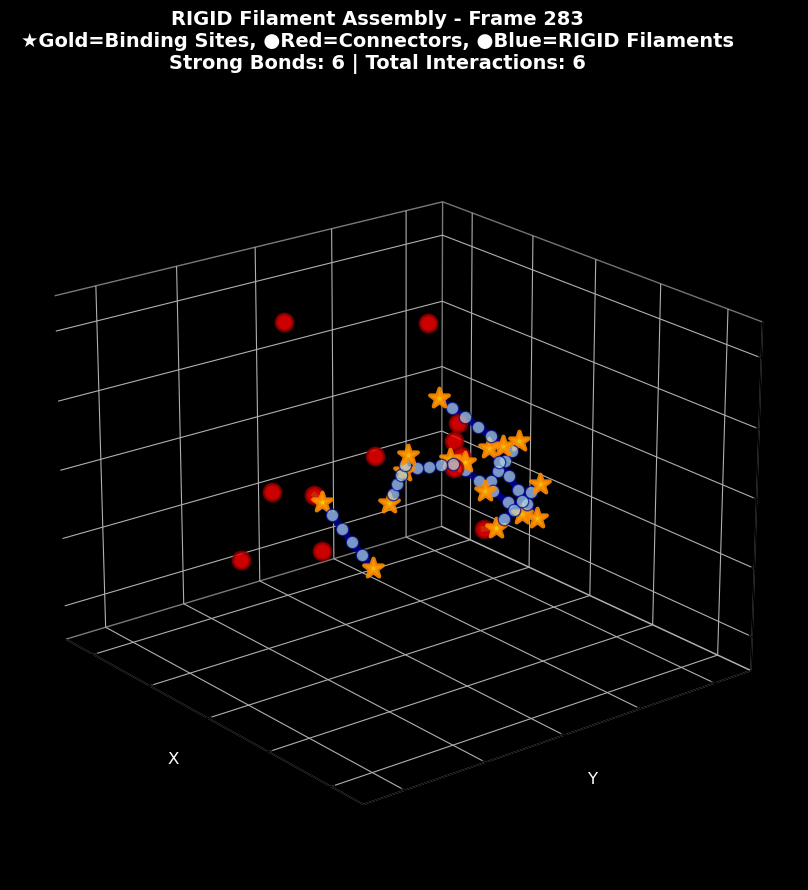 RIGID Filament Assembly - Frame 283
★Gold=Binding Sites, ●Red=Connectors, ●Blue=RIGID Filaments
Strong Bonds: 6 | Total Interactions: 6
X
Y